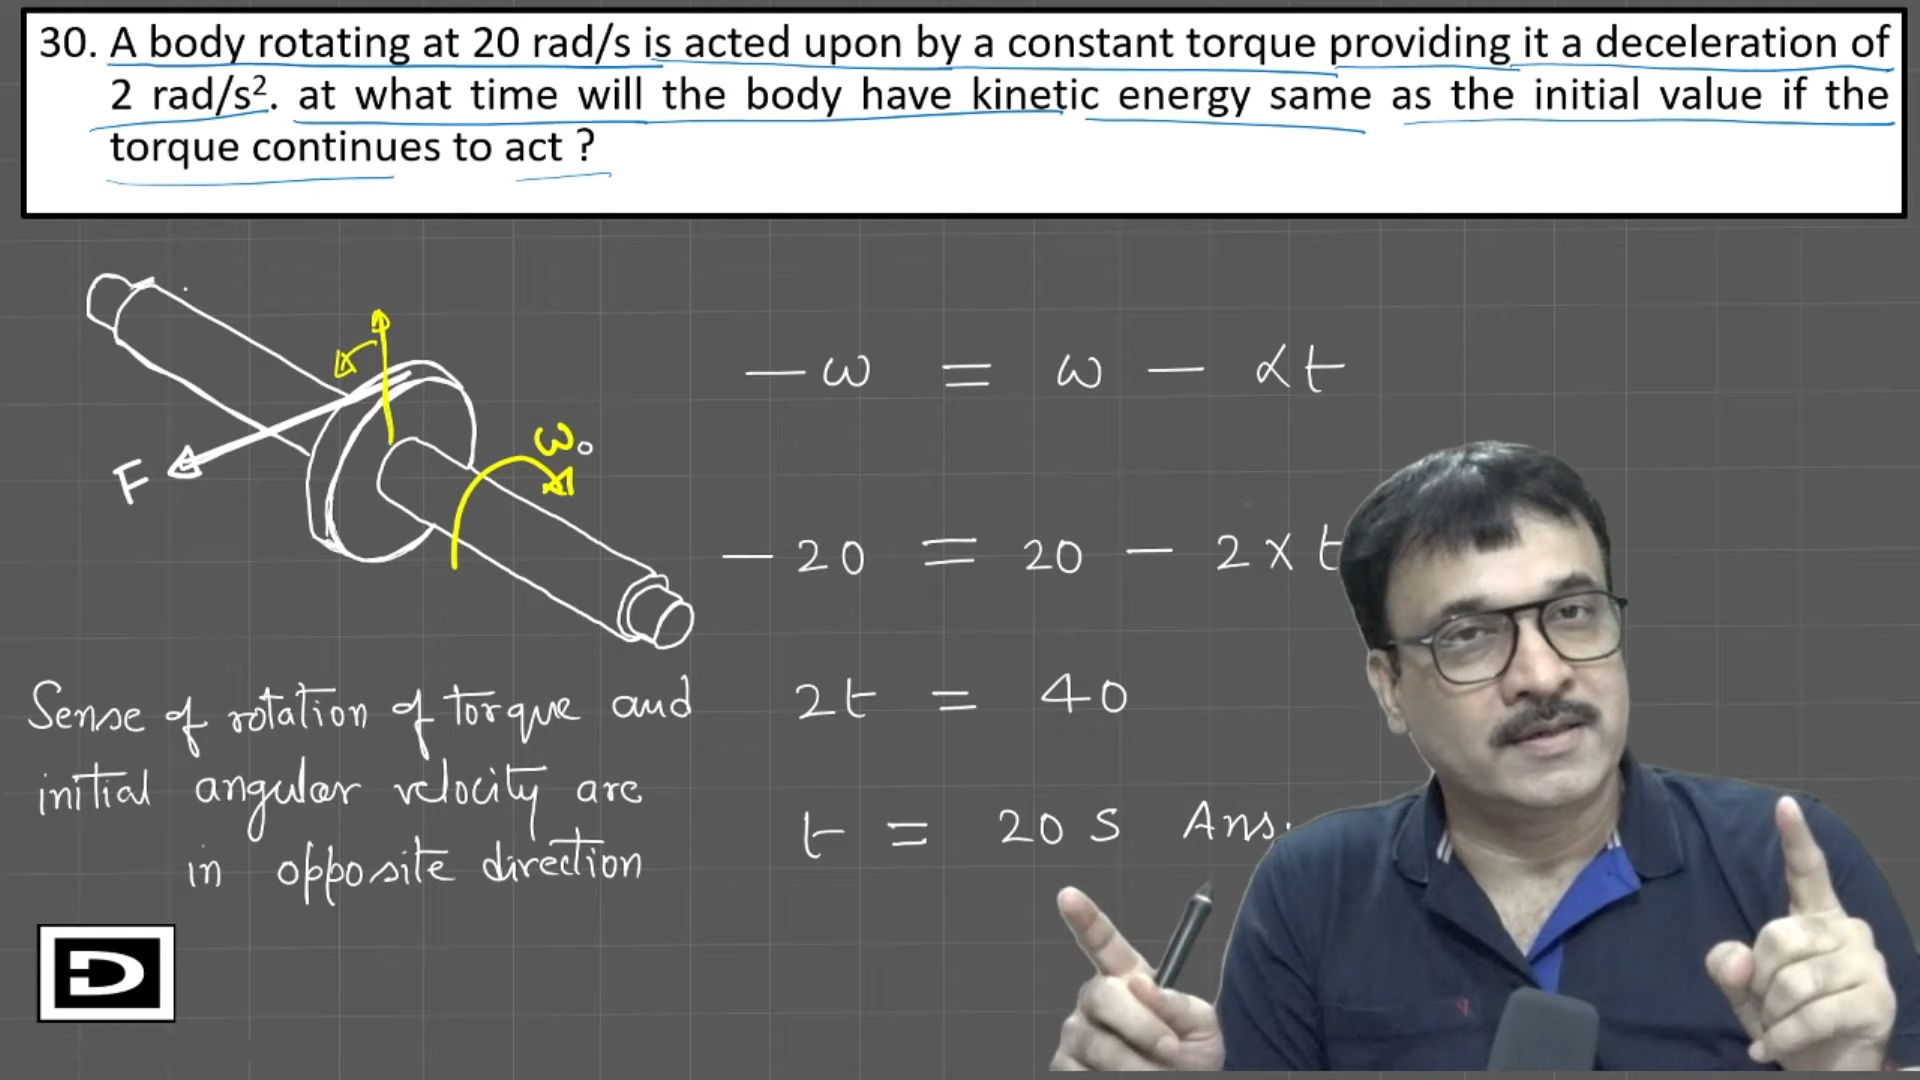 30. A body rotating at 20 rad/s is acted upon by a constant torque providing it a deceleration of
2 rad/s². at what time will the body have kinetic energy same as the initial value if the
torque continues to act ?
F
ω₀
-ω = ω - αt
-20 = 20 - 2×t
2t = 40
t = 20 s Ans.
Sense of rotation of torque and
initial angular velocity are
in opposite direction
D